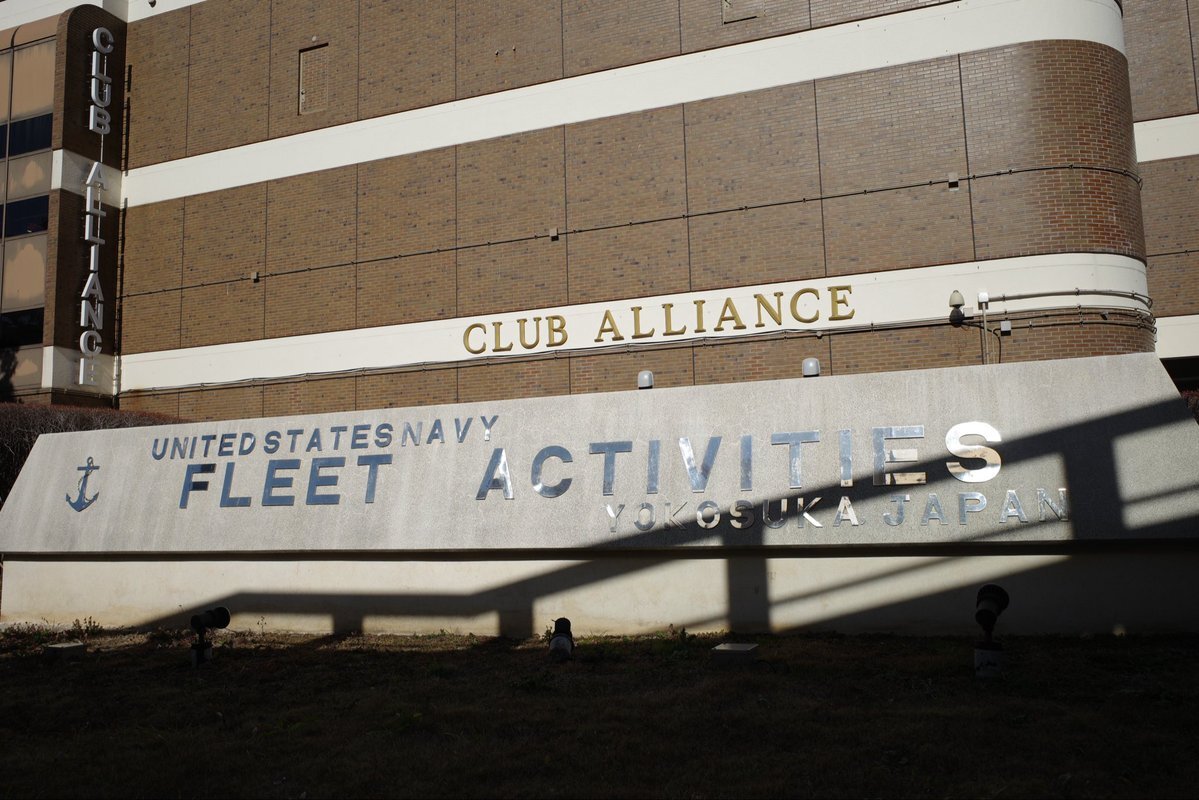 CLUB ALLIANCE
CLUB ALLIANCE
UNITED STATES NAVY
FLEET ACTIVITIES
YOKOSUKA JAPAN